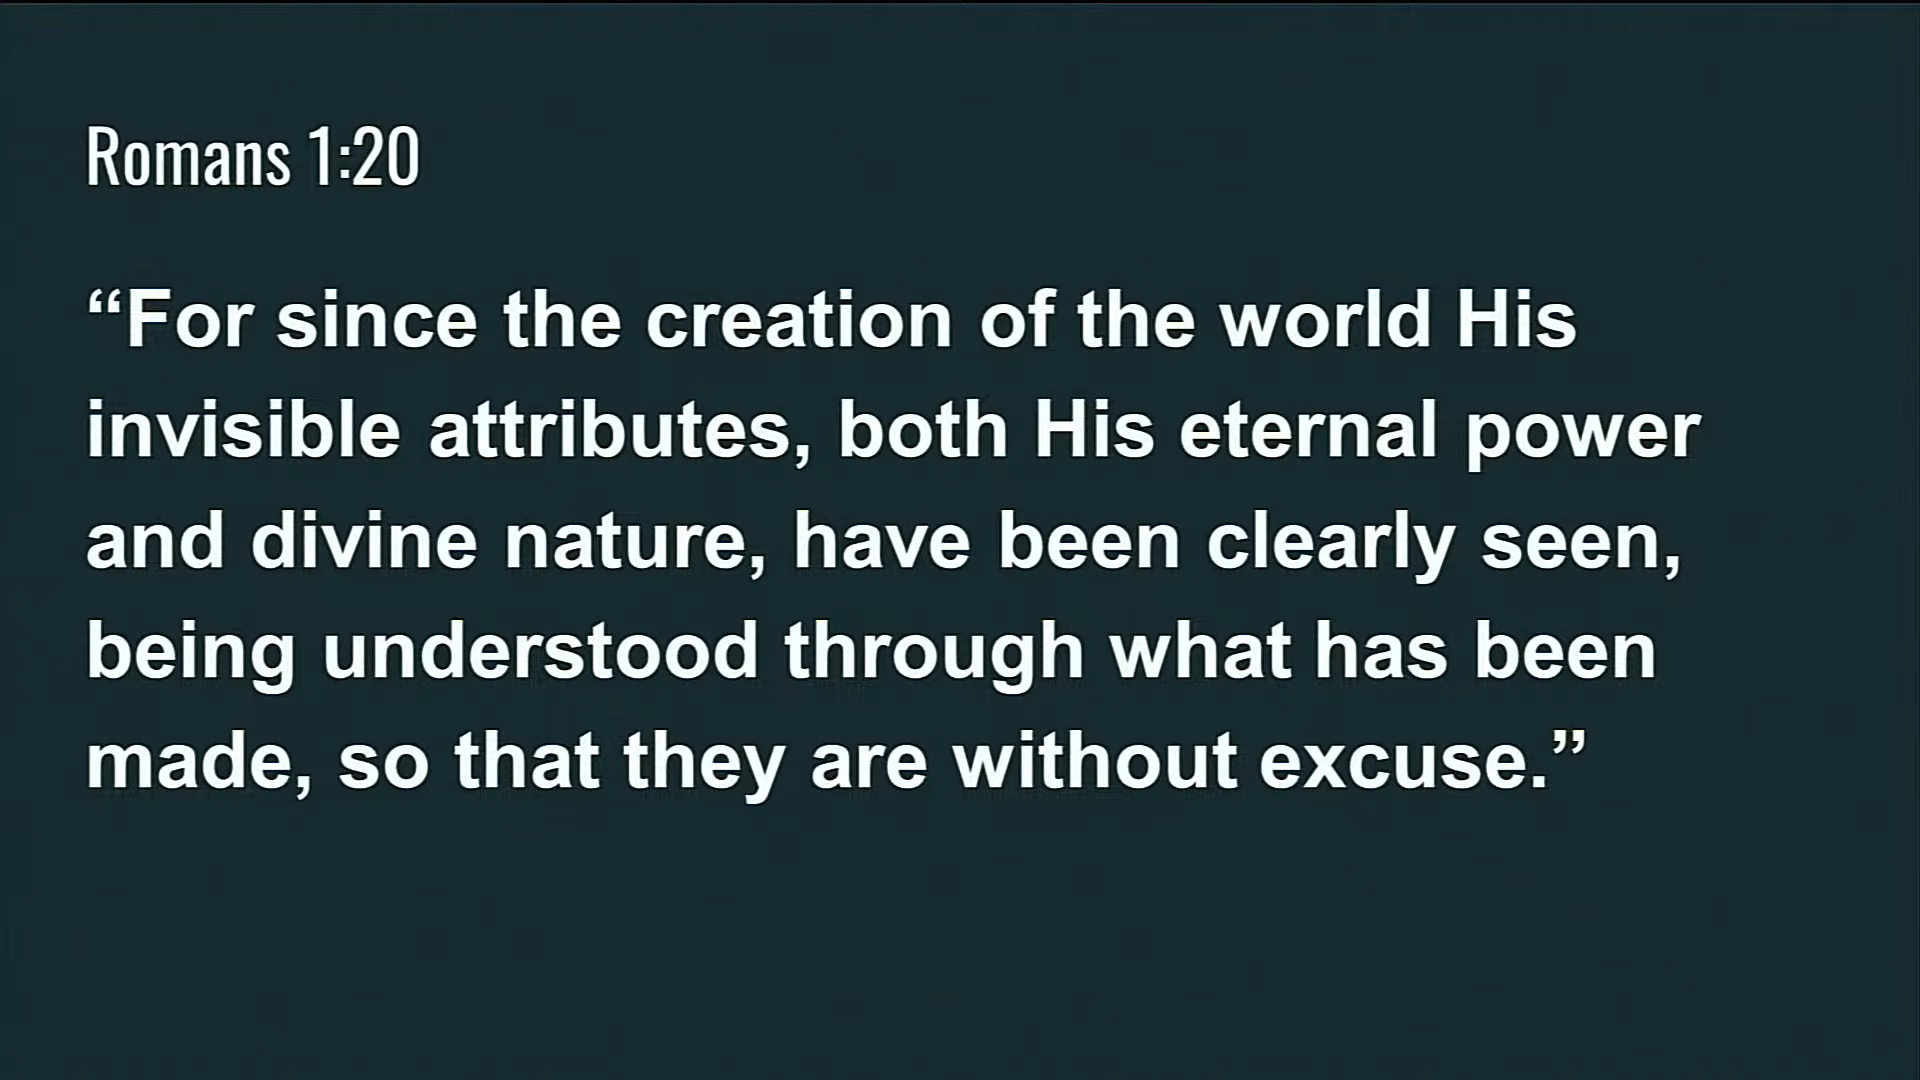 Romans 1:20
“For since the creation of the world His
invisible attributes, both His eternal power
and divine nature, have been clearly seen,
being understood through what has been
made, so that they are without excuse.”